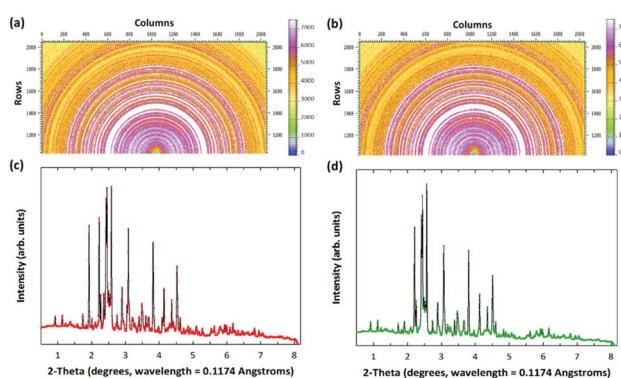 (a)
Columns
200 400 600 800 1000 1200 1400 1600 1800 2000
Rows
2000
1800
1600
1400
1200
7000
6000
5000
4000
3000
2000
1000
0
(b)
Columns
200 400 600 800 1000 1200 1400 1600 1800 2000
2000
1800
1600
1400
1200
(c)
Intensity (arb. units)
1 2 3 4 5 6 7 8
2-Theta (degrees, wavelength = 0.1174 Angstroms)
(d)
Intensity (arb. units)
1 2 3 4 5 6 7 8
2-Theta (degrees, wavelength = 0.1174 Angstroms)